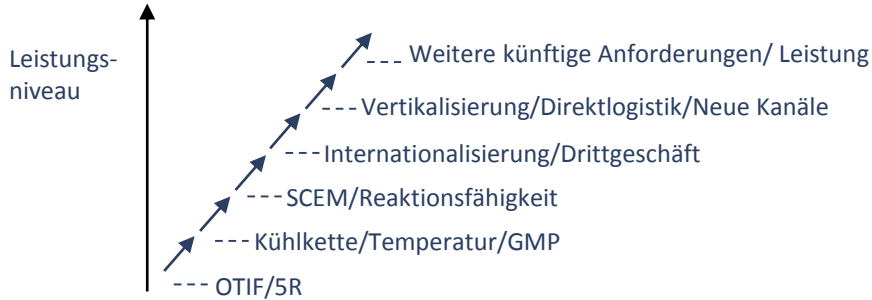 Leistungs-
niveau
Weitere künftige Anforderungen/ Leistung
Vertikalisierung/Direktlogistik/Neue Kanäle
Internationalisierung/Drittgeschäft
SCEM/Reaktionsfähigkeit
Kühlkette/Temperatur/GMP
OTIF/5R